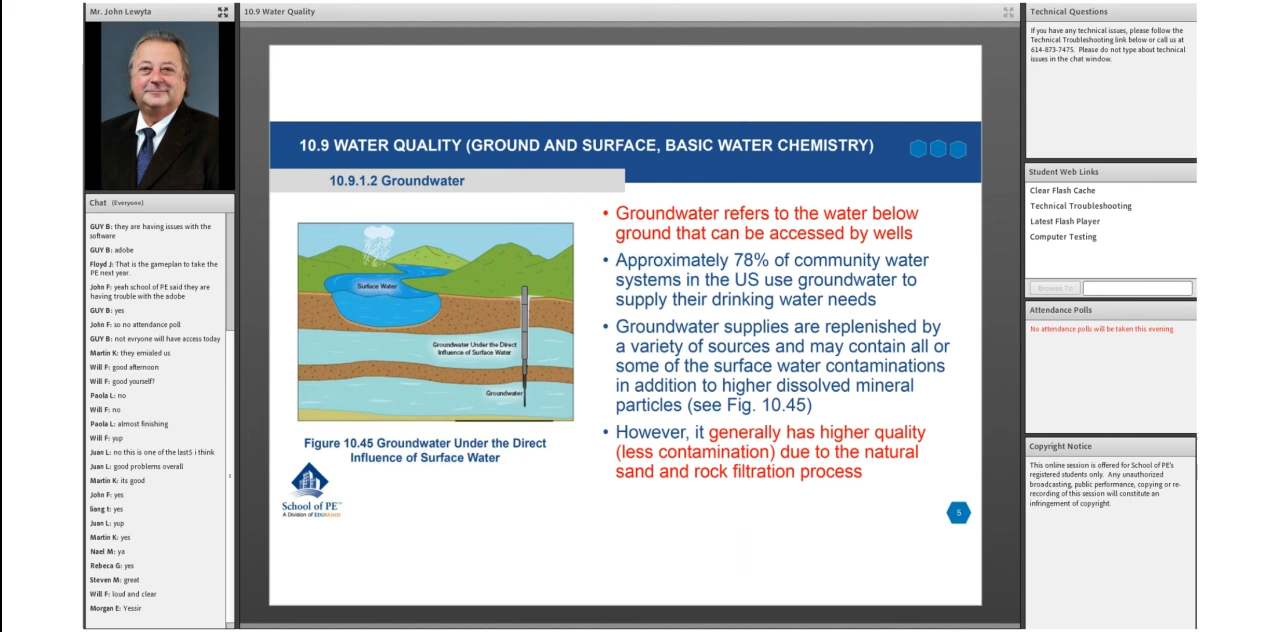 Mr. John Lewyta
10.9 Water Quality
Technical Questions
If you have any technical issues, please follow the
Technical Troubleshooting link below or call us at
614-873-7475. Please do not type about technical
issues in the chat window.
Chat (Everyone)
GUY B: they are having issues with the
software
GUY B: adobe
Floyd J: That is the gameplan to take the
PE next year.
John F: yeah school of PE said they are
having trouble with the adobe
GUY B: yes
John F: so no attendance poll
GUY B: not evryone will have access today
Martin K: they emialed us
Will F: good afternoon
Will F: good yourself?
Paola L: no
Will F: no
Paola L: almost finishing
Will F: yup
Juan L: no this is one of the last5 i think
Juan L: good problems overall
Martin K: its good
John F: yes
liang t: yes
Juan L: yup
Martin K: yes
Nael M: ya
Rebeca G: yes
Steven M: great
Will F: loud and clear
Morgan E: Yessir
10.9 WATER QUALITY (GROUND AND SURFACE, BASIC WATER CHEMISTRY)
10.9.1.2 Groundwater
Surface Water
Groundwater Under the Direct
Influence of Surface Water
Groundwater
Figure 10.45 Groundwater Under the Direct
Influence of Surface Water
School of PE™
A Division of EduMind
• Groundwater refers to the water below
ground that can be accessed by wells
• Approximately 78% of community water
systems in the US use groundwater to
supply their drinking water needs
• Groundwater supplies are replenished by
a variety of sources and may contain all or
some of the surface water contaminations
in addition to higher dissolved mineral
particles (see Fig. 10.45)
• However, it generally has higher quality
(less contamination) due to the natural
sand and rock filtration process
5
Student Web Links
Clear Flash Cache
Technical Troubleshooting
Latest Flash Player
Computer Testing
Browse To
Attendance Polls
No attendance polls will be taken this evening
Copyright Notice
This online session is offered for School of PE's
registered students only. Any unauthorized
broadcasting, public performance, copying or re-
recording of this session will constitute an
infringement of copyright.